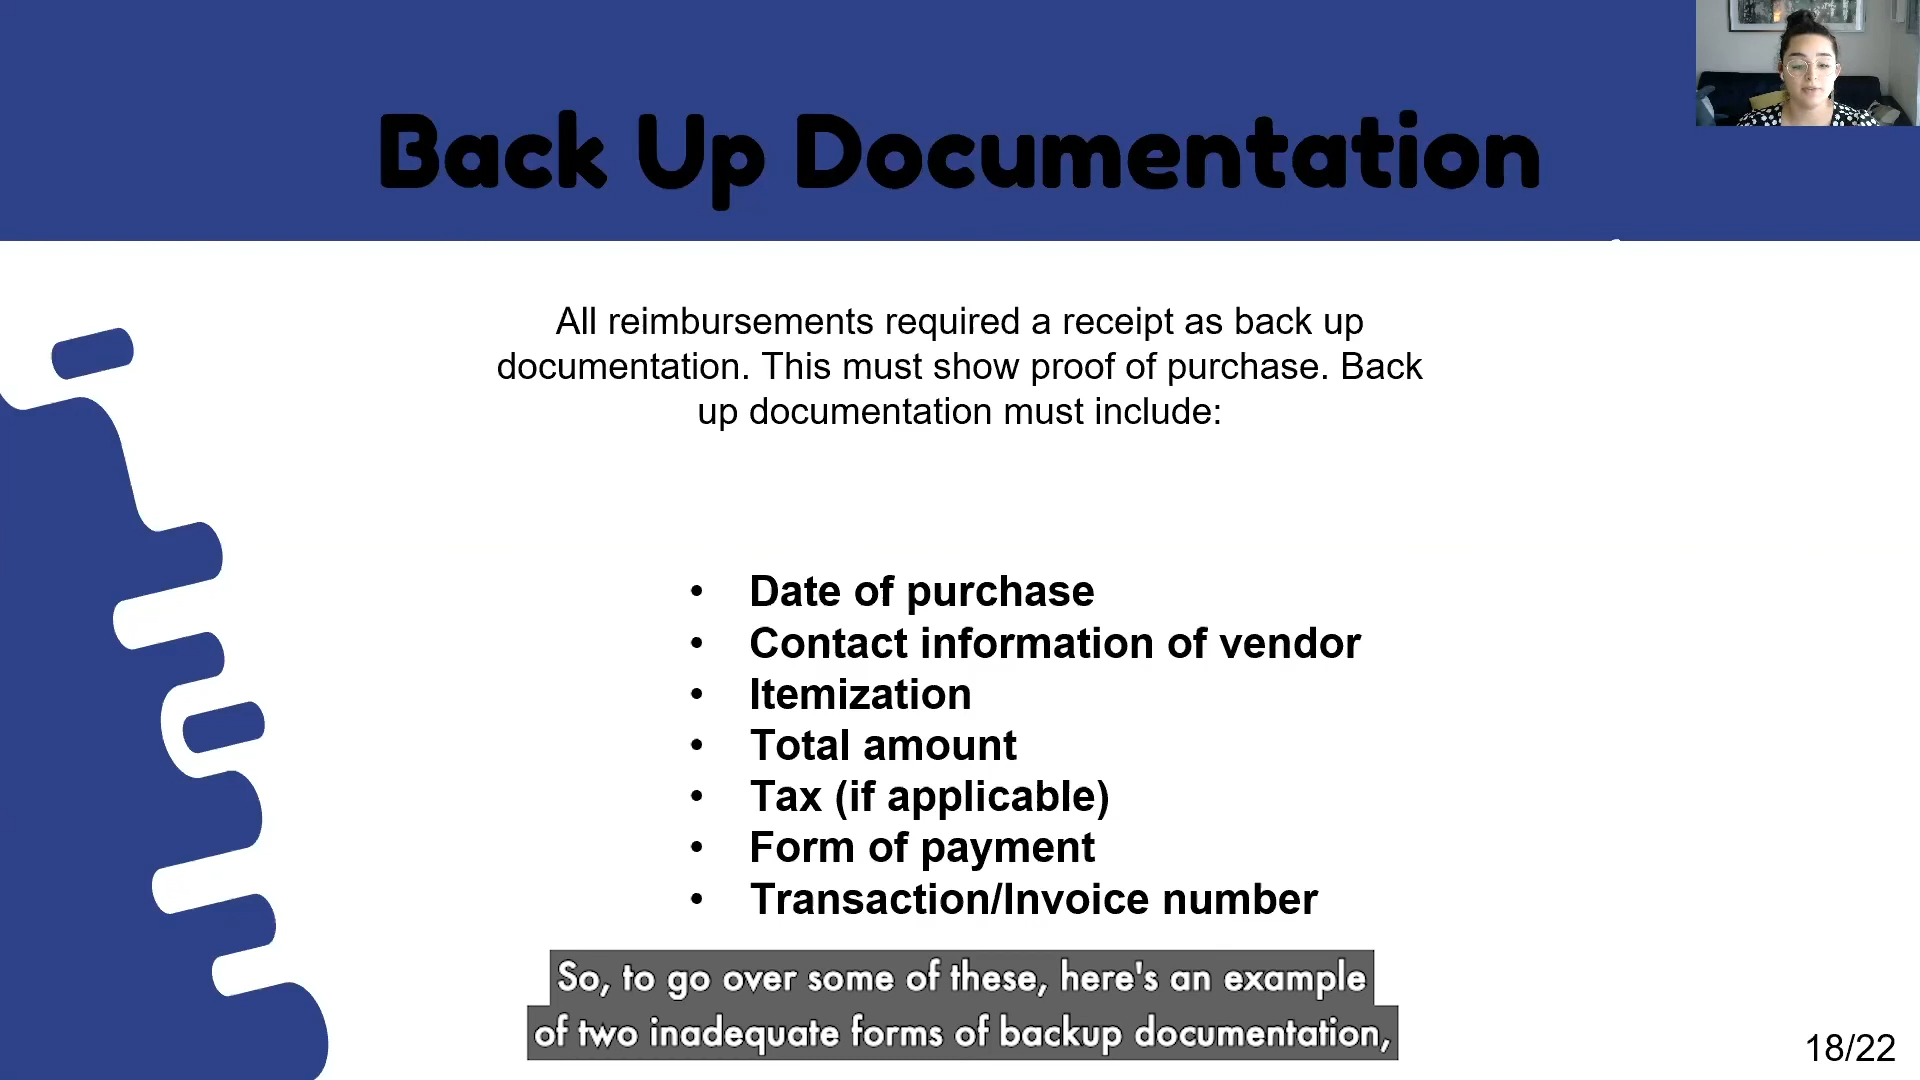 Back Up Documentation
All reimbursements required a receipt as back up
documentation. This must show proof of purchase. Back
up documentation must include:
• Date of purchase
• Contact information of vendor
• Itemization
• Total amount
• Tax (if applicable)
• Form of payment
• Transaction/Invoice number
So, to go over some of these, here's an example
of two inadequate forms of backup documentation,
18/22